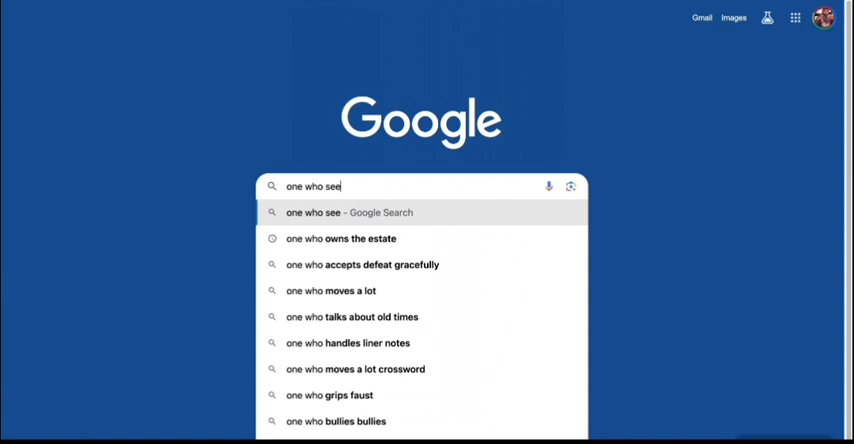 Gmail Images
Google
one who see
one who see - Google Search
one who owns the estate
one who accepts defeat gracefully
one who moves a lot
one who talks about old times
one who handles liner notes
one who moves a lot crossword
one who grips faust
one who bullies bullies